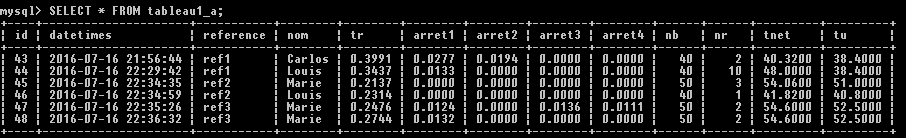 mysql> SELECT * FROM tableau1_a;
| id | datetimes | reference | nom | tr | arret1 | arret2 | arret3 | arret4 | nb | nr | tnet | tu |
| 43 | 2016-07-16 21:56:44 | ref1 | Carlos | 0.3991 | 0.0277 | 0.0194 | 0.0000 | 0.0000 | 40 | 2 | 40.3200 | 38.4000 |
| 44 | 2016-07-16 22:29:42 | ref1 | Louis | 0.3437 | 0.0133 | 0.0000 | 0.0000 | 0.0000 | 40 | 10 | 48.0000 | 38.4000 |
| 45 | 2016-07-16 22:34:35 | ref2 | Marie | 0.2137 | 0.0000 | 0.0000 | 0.0000 | 0.0000 | 50 | 3 | 54.0600 | 51.0000 |
| 46 | 2016-07-16 22:34:59 | ref2 | Louis | 0.2314 | 0.0000 | 0.0000 | 0.0000 | 0.0000 | 40 | 1 | 41.8200 | 40.8000 |
| 47 | 2016-07-16 22:35:26 | ref3 | Marie | 0.2476 | 0.0124 | 0.0000 | 0.0136 | 0.0111 | 50 | 2 | 54.6000 | 52.5000 |
| 48 | 2016-07-16 22:36:32 | ref3 | Marie | 0.2744 | 0.0132 | 0.0000 | 0.0000 | 0.0000 | 50 | 2 | 54.6000 | 52.5000 |